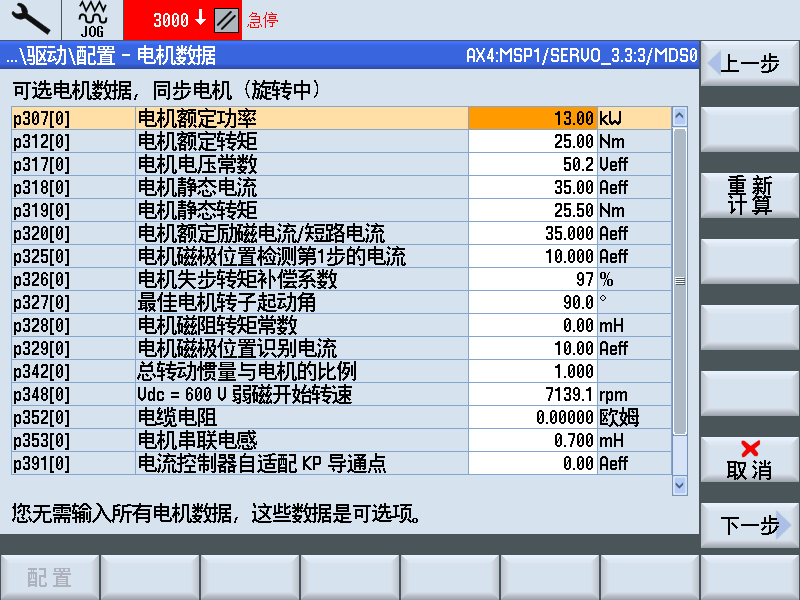 JOG
3000 急停
...\驱动\配置 - 电机数据 AX4:MSP1/SERVO_3.3:3/MDS0
可选电机数据，同步电机（旋转中）
p307[0] 电机额定功率 13.00 kW
p312[0] 电机额定转矩 25.00 Nm
p317[0] 电机电压常数 50.2 Veff
p318[0] 电机静态电流 35.00 Aeff
p319[0] 电机静态转矩 25.50 Nm
p320[0] 电机额定励磁电流/短路电流 35.000 Aeff
p325[0] 电机磁极位置检测第1步的电流 10.000 Aeff
p326[0] 电机失步转矩补偿系数 97 %
p327[0] 最佳电机转子起动角 90.0 °
p328[0] 电机磁阻转矩常数 0.00 mH
p329[0] 电机磁极位置识别电流 10.00 Aeff
p342[0] 总转动惯量与电机的比例 1.000
p348[0] Vdc = 600 V 弱磁开始转速 7139.1 rpm
p352[0] 电缆电阻 0.00000 欧姆
p353[0] 电机串联电感 0.700 mH
p391[0] 电流控制器自适配 KP 导通点 0.00 Aeff
您无需输入所有电机数据，这些数据是可选项。
上一步
重新
计算
取消
下一步
配置